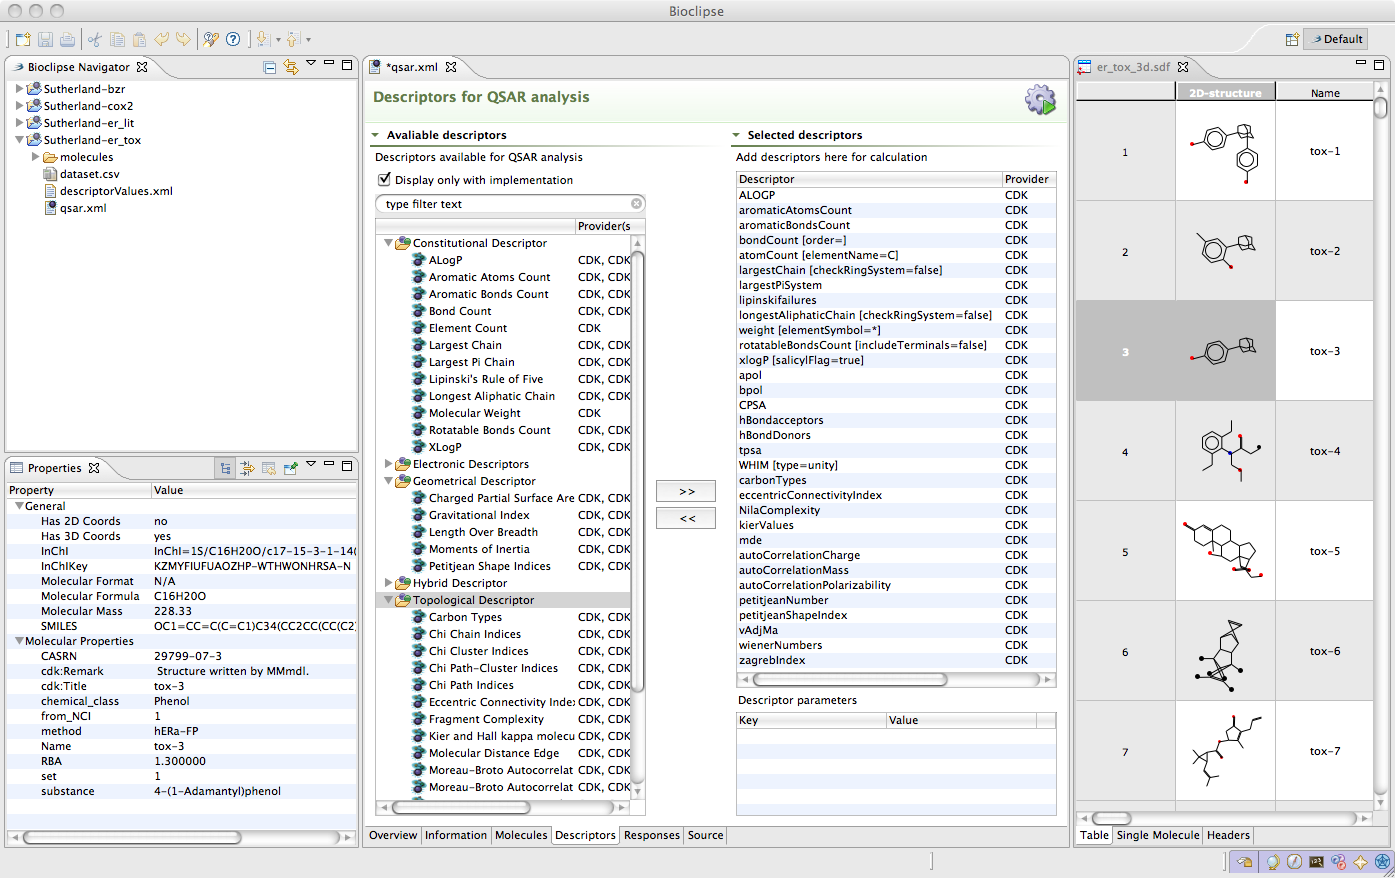 Bioclipse
Default
Bioclipse Navigator
Sutherland-bzr
Sutherland-cox2
Sutherland-er_lit
Sutherland-er_tox
molecules
dataset.csv
descriptorValues.xml
qsar.xml
Properties
Property Value
General
Has 2D Coords no
Has 3D Coords yes
InChI InChI=1S/C16H20O/c17-15-3-1-14(
InChIKey KZMYFIUFUAOZHP-WTHWONHRSA-N
Molecular Format N/A
Molecular Formula C16H20O
Molecular Mass 228.33
SMILES OC1=CC=C(C=C1)C34(CC2CC(CC(C2)
Molecular Properties
CASRN 29799-07-3
cdk:Remark Structure written by MMmdl.
cdk:Title tox-3
chemical_class Phenol
from_NCI 1
method hERa-FP
Name tox-3
RBA 1.300000
set 1
substance 4-(1-Adamantyl)phenol
*qsar.xml
Descriptors for QSAR analysis
Available descriptors
Descriptors available for QSAR analysis
Display only with implementation
type filter text
Provider(s
Constitutional Descriptor
ALogP CDK, CDK
Aromatic Atoms Count CDK, CDK
Aromatic Bonds Count CDK, CDK
Bond Count CDK, CDK
Element Count CDK
Largest Chain CDK, CDK
Largest Pi Chain CDK, CDK
Lipinski's Rule of Five CDK, CDK
Longest Aliphatic Chain CDK, CDK
Molecular Weight CDK
Rotatable Bonds Count CDK, CDK
XLogP CDK, CDK
Electronic Descriptors
Geometrical Descriptor
Charged Partial Surface Are CDK, CDK
Gravitational Index CDK, CDK
Length Over Breadth CDK, CDK
Moments of Inertia CDK, CDK
Petitjean Shape Indices CDK, CDK
Hybrid Descriptor
Topological Descriptor
Carbon Types CDK, CDK
Chi Chain Indices CDK, CDK
Chi Cluster Indices CDK, CDK
Chi Path-Cluster Indices CDK, CDK
Chi Path Indices CDK, CDK
Eccentric Connectivity Inde: CDK, CDK
Fragment Complexity CDK, CDK
Kier and Hall kappa molecu CDK, CDK
Molecular Distance Edge CDK, CDK
Moreau-Broto Autocorrelat CDK, CDK
Moreau-Broto Autocorrelat CDK, CDK
>>
<<
Selected descriptors
Add descriptors here for calculation
Descriptor Provider
ALOGP CDK
aromaticAtomsCount CDK
aromaticBondsCount CDK
bondCount [order=] CDK
atomCount [elementName=C] CDK
largestChain [checkRingSystem=false] CDK
largestPiSystem CDK
lipinskifailures CDK
longestAliphaticChain [checkRingSystem=false] CDK
weight [elementSymbol=*] CDK
rotatableBondsCount [includeTerminals=false] CDK
xlogP [salicylFlag=true] CDK
apol CDK
bpol CDK
CPSA CDK
hBondacceptors CDK
hBondDonors CDK
tpsa CDK
WHIM [type=unity] CDK
carbonTypes CDK
eccentricConnectivityIndex CDK
NilaComplexity CDK
kierValues CDK
mde CDK
autoCorrelationCharge CDK
autoCorrelationMass CDK
autoCorrelationPolarizability CDK
petitjeanNumber CDK
petitjeanShapeIndex CDK
vAdjMa CDK
wienerNumbers CDK
zagrebIndex CDK
Descriptor parameters
Key Value
Overview Information Molecules Descriptors Responses Source
er_tox_3d.sdf
2D-structure Name
1 tox-1
2 tox-2
3 tox-3
4 tox-4
5 tox-5
6 tox-6
7 tox-7
Table Single Molecule Headers